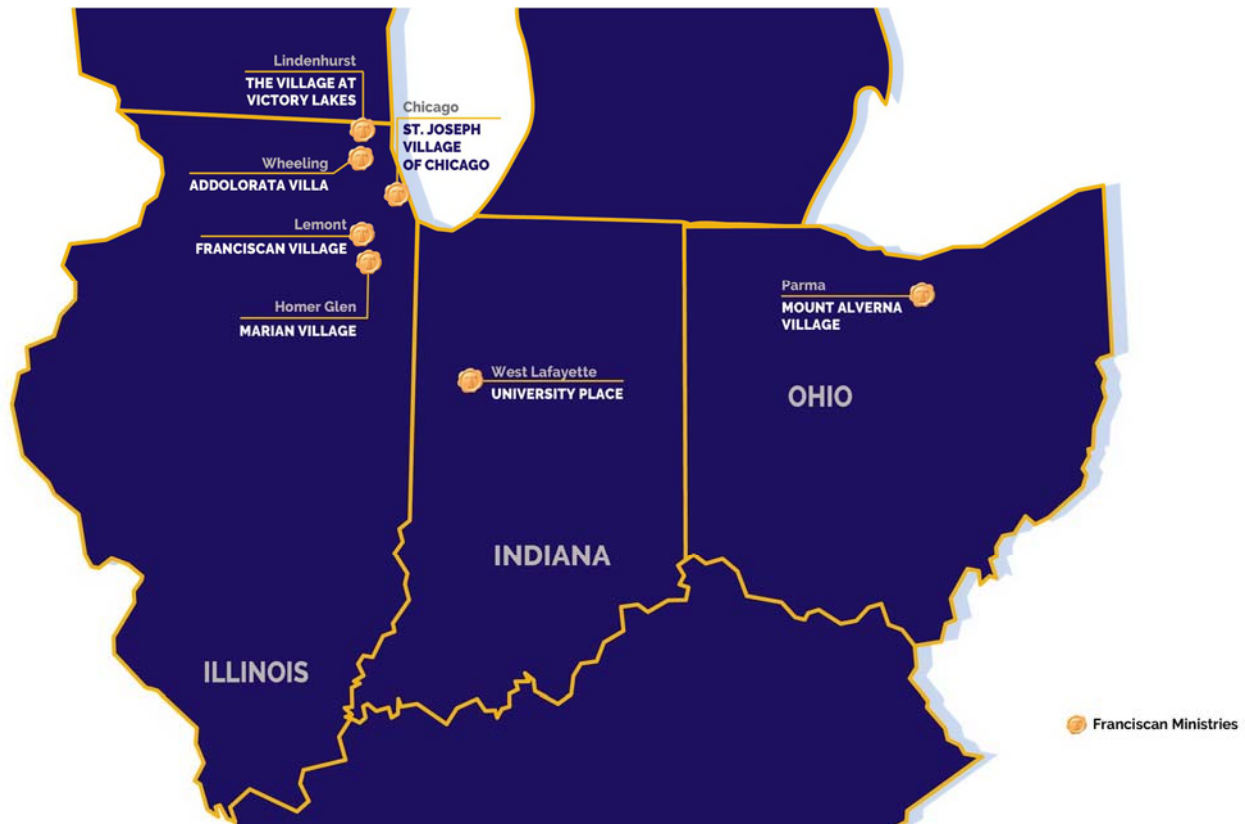 Lindenhurst
THE VILLAGE AT
VICTORY LAKES
Chicago
ST. JOSEPH
VILLAGE
OF CHICAGO
Wheeling
ADDOLORATA VILLA
Lemont
FRANCISCAN VILLAGE
Homer Glen
MARIAN VILLAGE
Parma
MOUNT ALVERNA
VILLAGE
West Lafayette
UNIVERSITY PLACE
OHIO
INDIANA
ILLINOIS
Franciscan Ministries